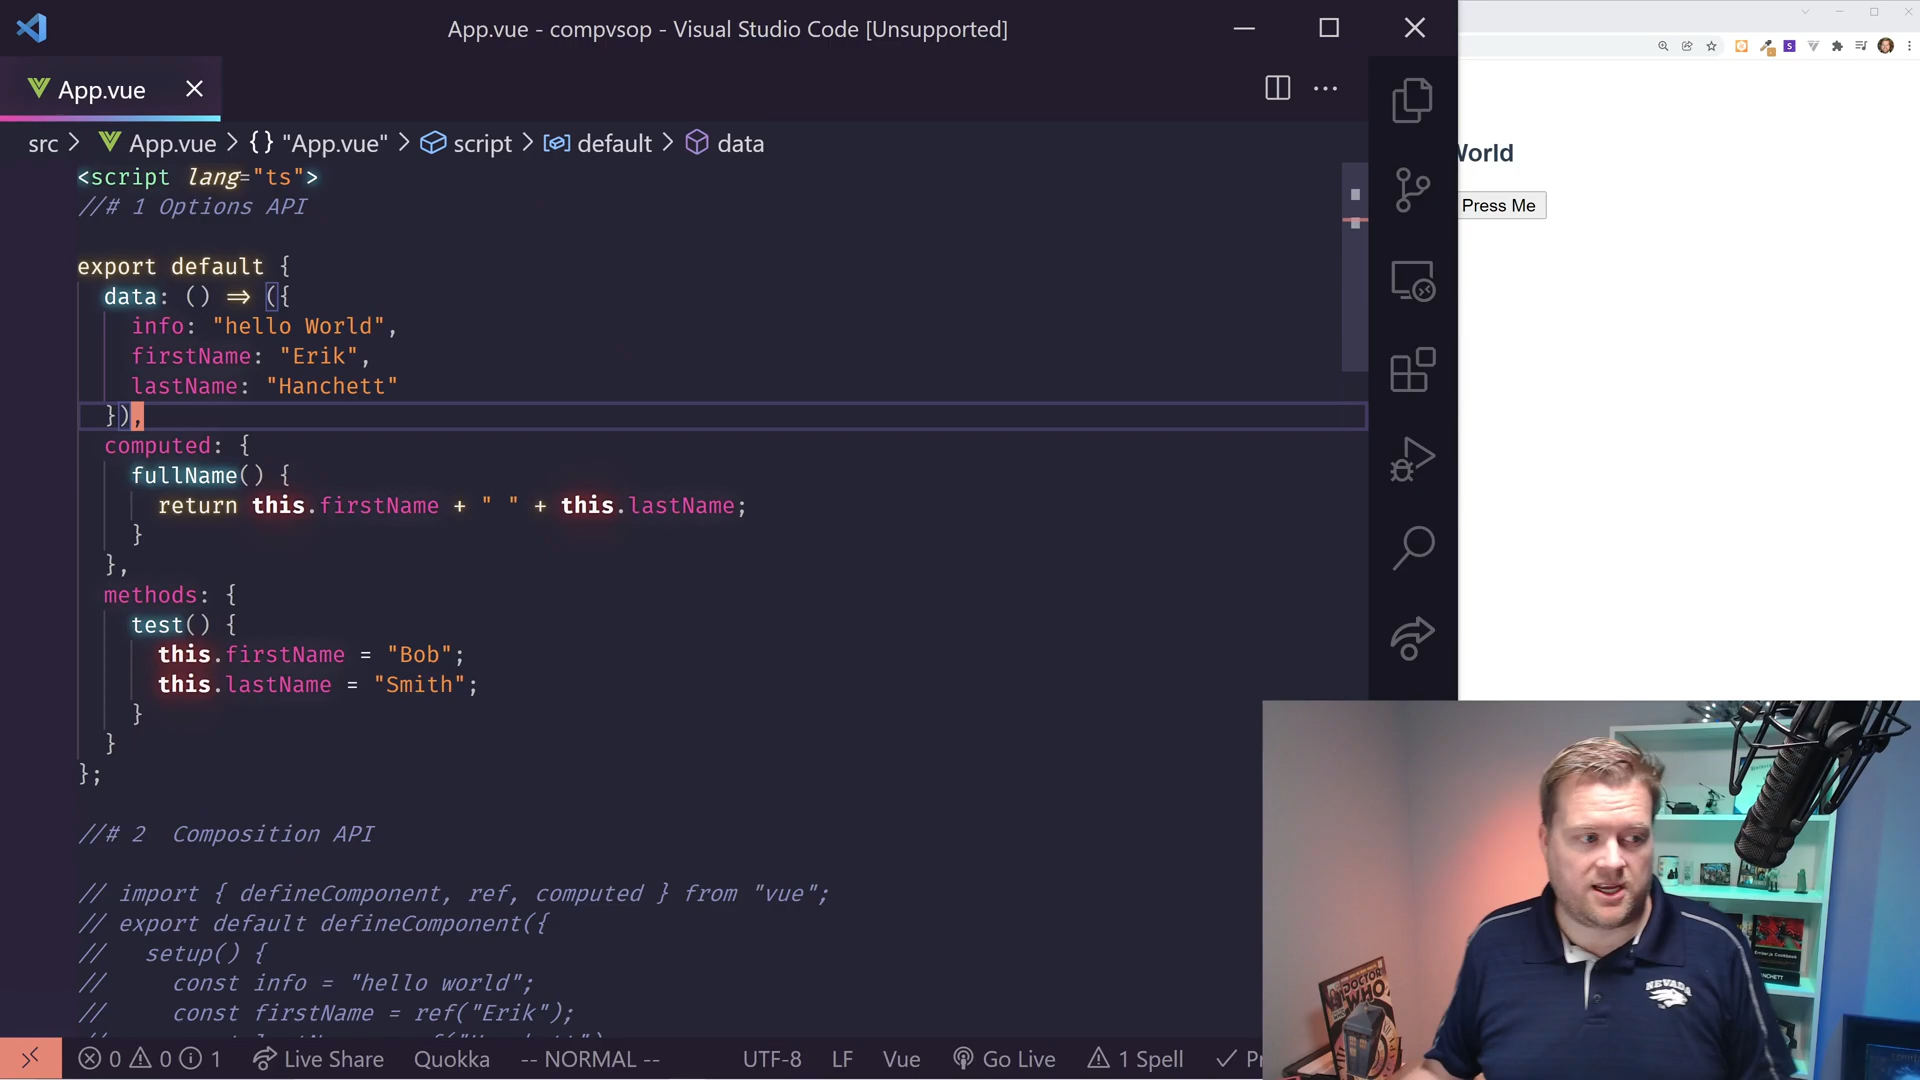 App.vue - compvsop - Visual Studio Code [Unsupported]
App.vue
src > App.vue > {} "App.vue" > script > default > data
<script lang="ts">
//# 1 Options API
export default {
data: () => ({
info: "hello World",
firstName: "Erik",
lastName: "Hanchett"
}),
computed: {
fullName() {
return this.firstName + " " + this.lastName;
}
},
methods: {
test() {
this.firstName = "Bob";
this.lastName = "Smith";
}
}
};
//# 2  Composition API
// import { defineComponent, ref, computed } from "vue";
// export default defineComponent({
//   setup() {
//     const info = "hello world";
//     const firstName = ref("Erik");
0 0 1 Live Share Quokka -- NORMAL -- UTF-8 LF Vue Go Live 1 Spell
World
Press Me
DOCTOR
WHO
NEVADA